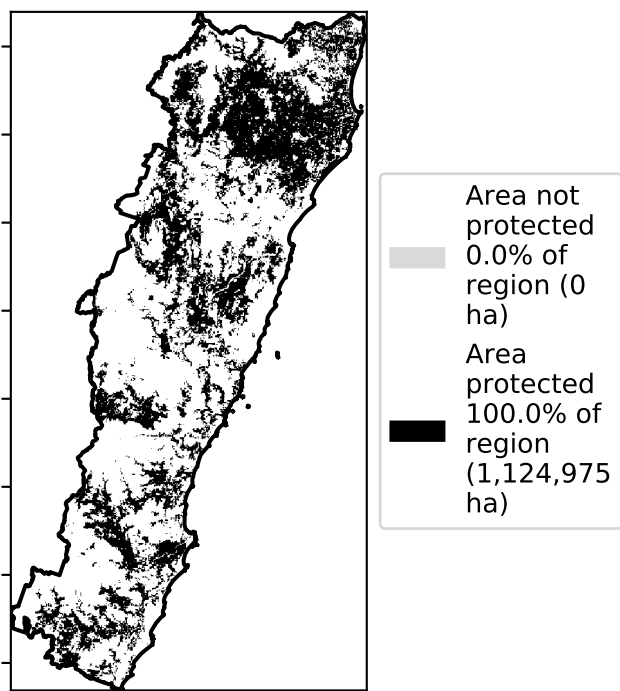 Area not
protected
0.0% of
region (0
ha)
Area
protected
100.0% of
region
(1,124,975
ha)